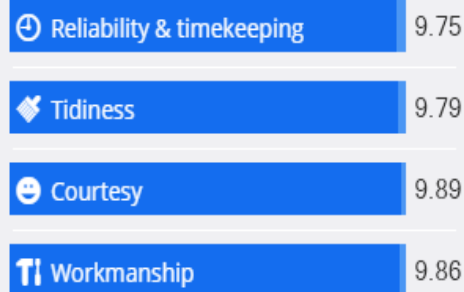 Reliability & timekeeping 9.75
Tidiness 9.79
Courtesy 9.89
Workmanship 9.86